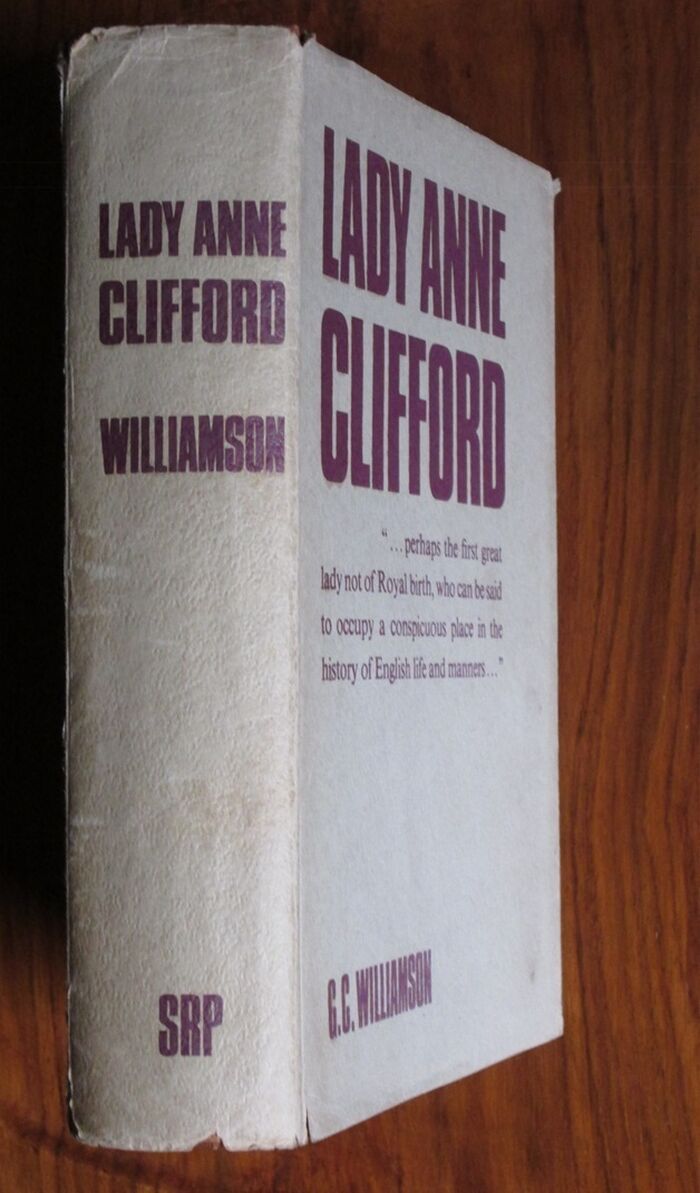 LADY ANNE
CLIFFORD
WILLIAMSON
SRP
LADY ANNE
CLIFFORD
“...perhaps the first great
lady not of Royal birth, who can be said
to occupy a conspicuous place in the
history of English life and manners...”
G.C. WILLIAMSON